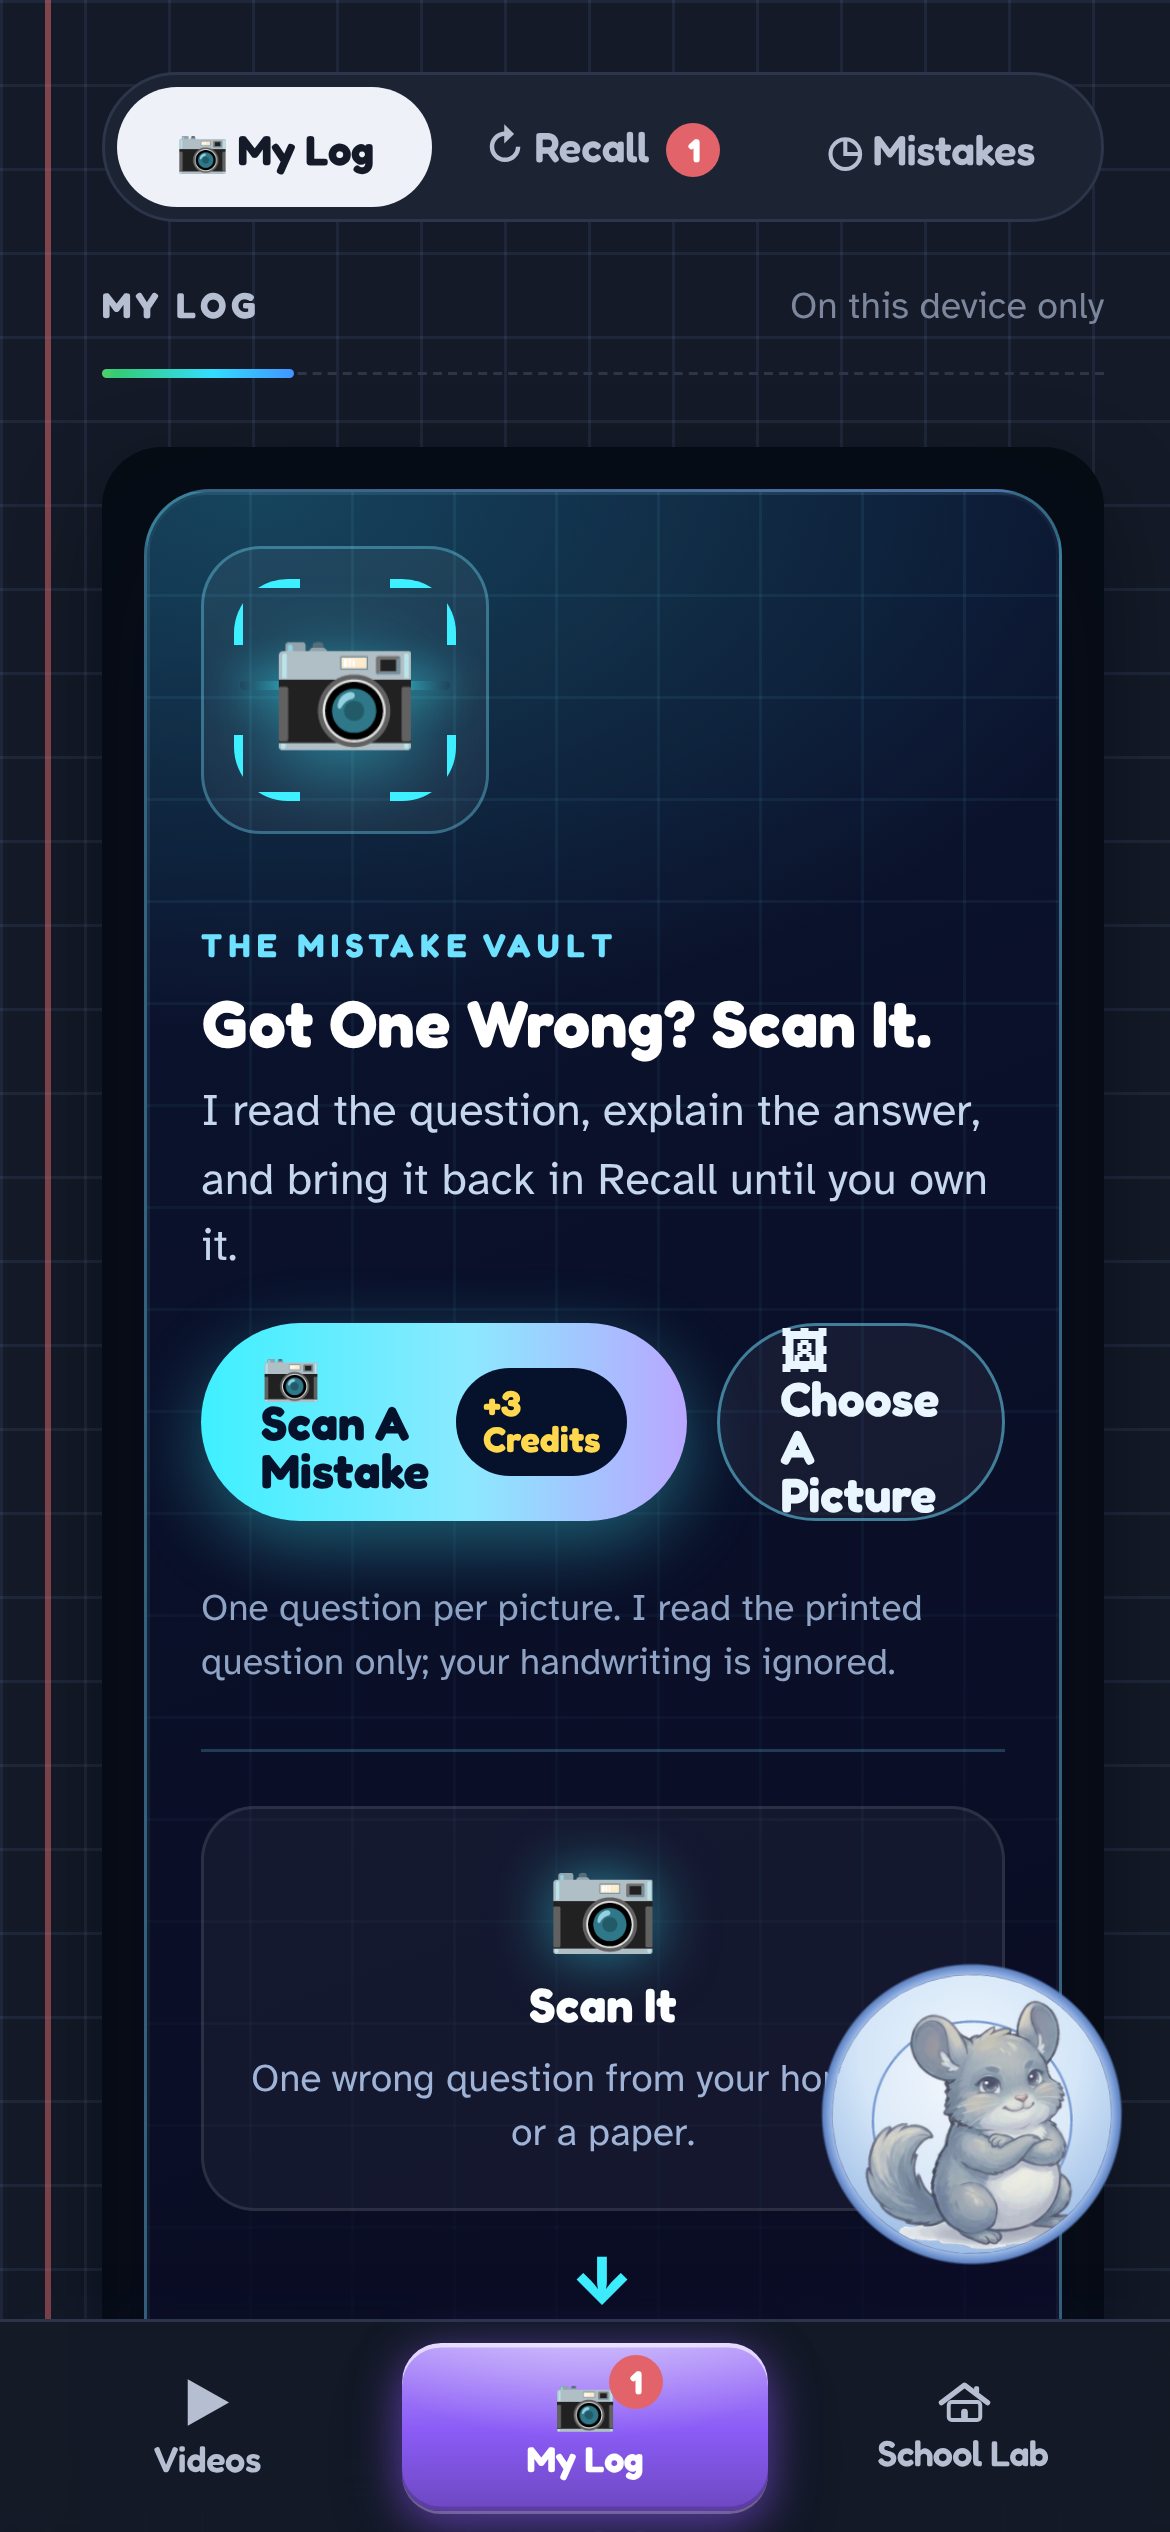 My Log
Recall 1
Mistakes
MY LOG
On this device only
THE MISTAKE VAULT
Got One Wrong? Scan It.
I read the question, explain the answer,
and bring it back in Recall until you own
it.
Scan A
Mistake
+3
Credits
Choose
A
Picture
One question per picture. I read the printed
question only; your handwriting is ignored.
Scan It
One wrong question from your
or a paper.
Videos
1
My Log
School Lab